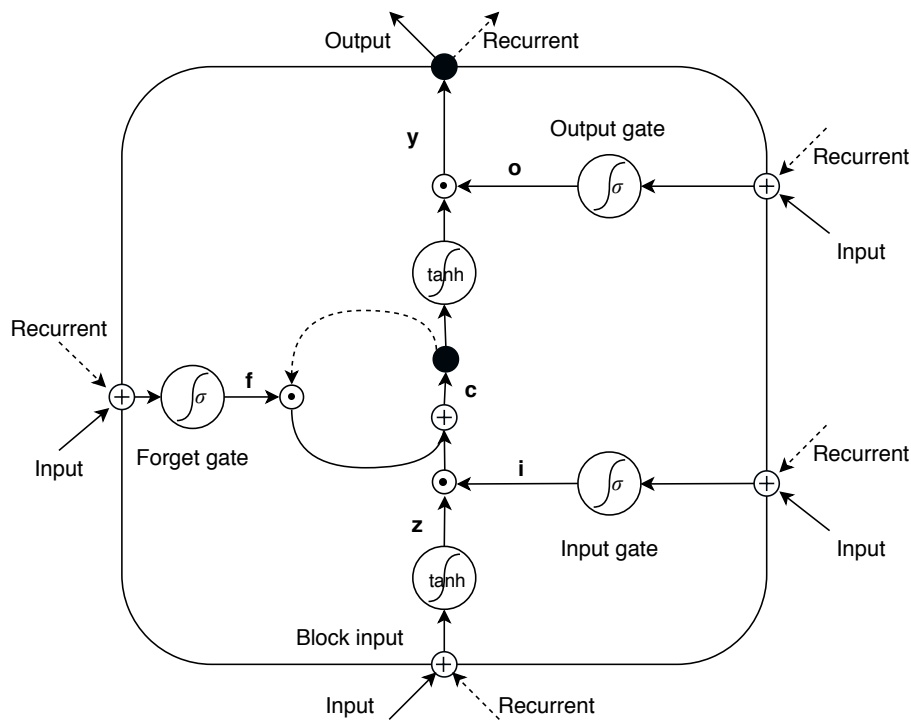 Output
Recurrent
y
Output gate
o
σ
Recurrent
Input
tanh
Recurrent
f
σ
c
Input
Forget gate
Recurrent
i
σ
z
Input gate
Input
tanh
Block input
Input
Recurrent